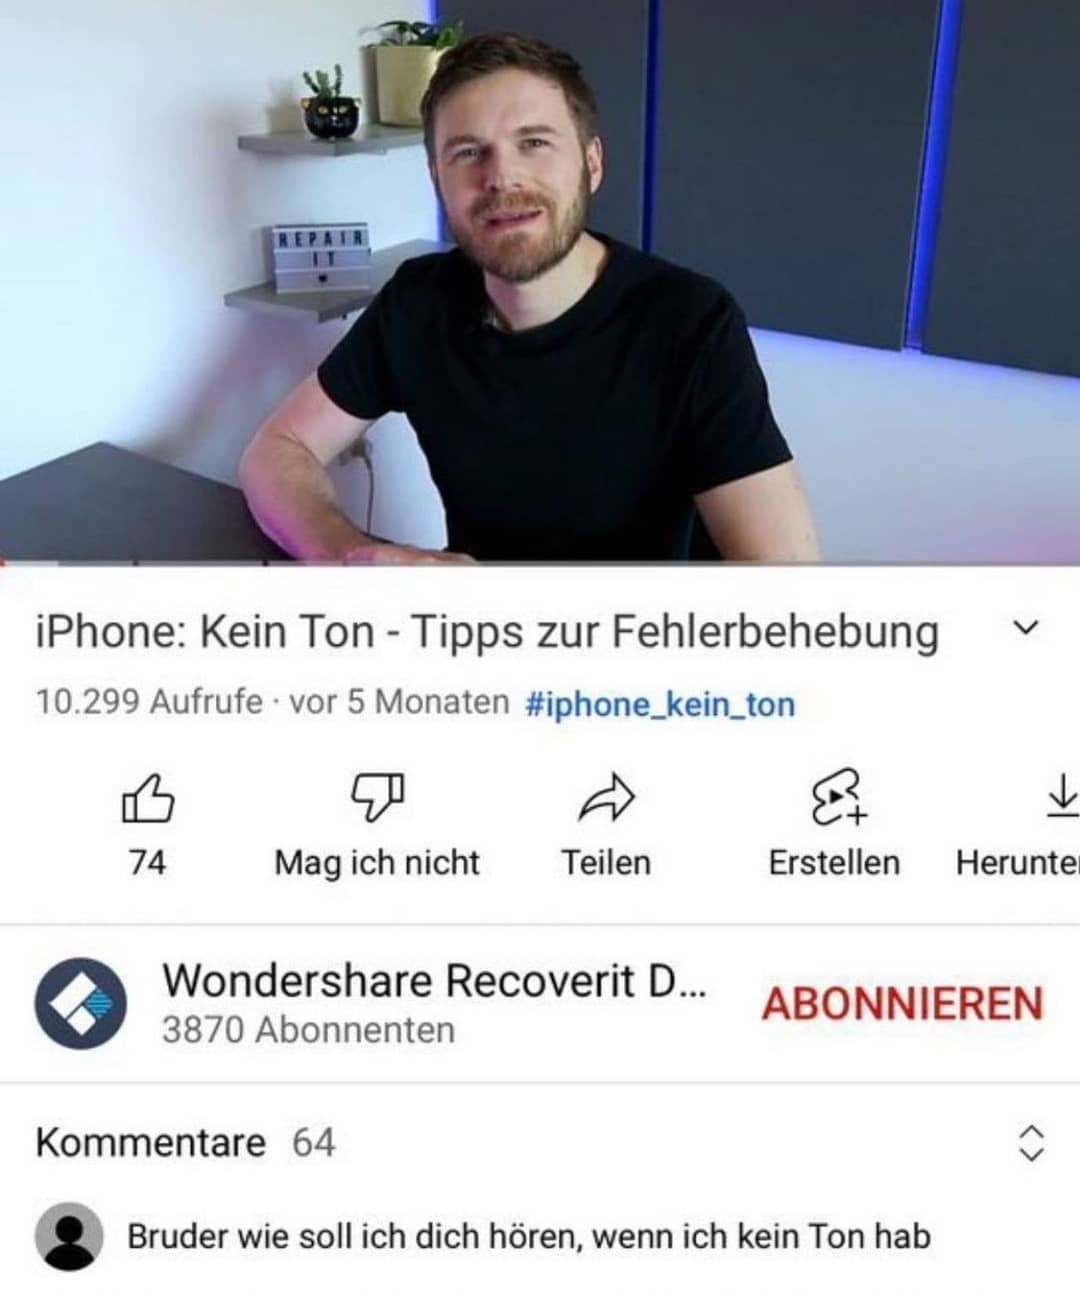 REPAIR
IT
iPhone: Kein Ton - Tipps zur Fehlerbehebung
10.299 Aufrufe · vor 5 Monaten #iphone_kein_ton
74 Mag ich nicht Teilen Erstellen Herunter
Wondershare Recoverit D...
3870 Abonnenten
ABONNIEREN
Kommentare 64
Bruder wie soll ich dich hören, wenn ich kein Ton hab